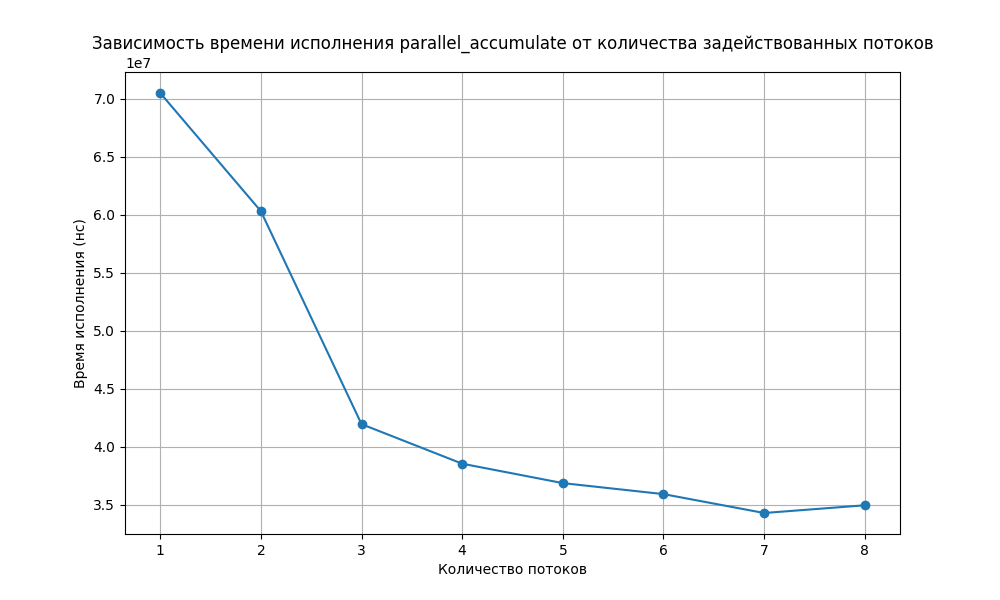 Зависимость времени исполнения parallel_accumulate от количества задействованных потоков
1e7
7.0
6.5
6.0
5.5
5.0
4.5
4.0
3.5
Время исполнения (нс)
1 2 3 4 5 6 7 8
Количество потоков